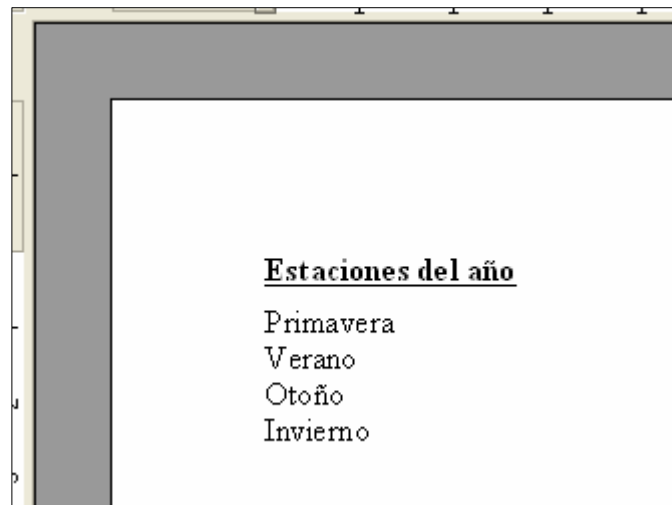 Estaciones del año
Primavera
Verano
Otoño
Invierno